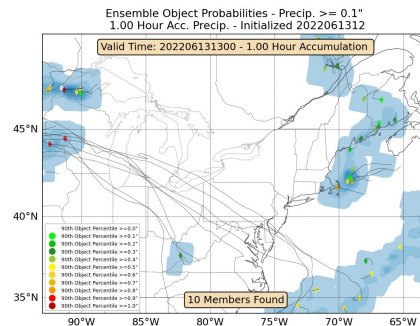 Ensemble Object Probabilities - Precip. >= 0.1"
1.00 Hour Acc. Precip. - Initialized 2022061312
Valid Time: 202206131300 - 1.00 Hour Accumulation
45°N
40°N
35°N
90th Object Percentile >=0.0"
90th Object Percentile >=0.1"
90th Object Percentile >=0.2"
90th Object Percentile >=0.3"
90th Object Percentile >=0.4"
90th Object Percentile >=0.5"
90th Object Percentile >=0.6"
90th Object Percentile >=0.7"
90th Object Percentile >=0.8"
90th Object Percentile >=0.9"
90th Object Percentile >=1.0"
10 Members Found
90°W 85°W 80°W 75°W 70°W 65°W